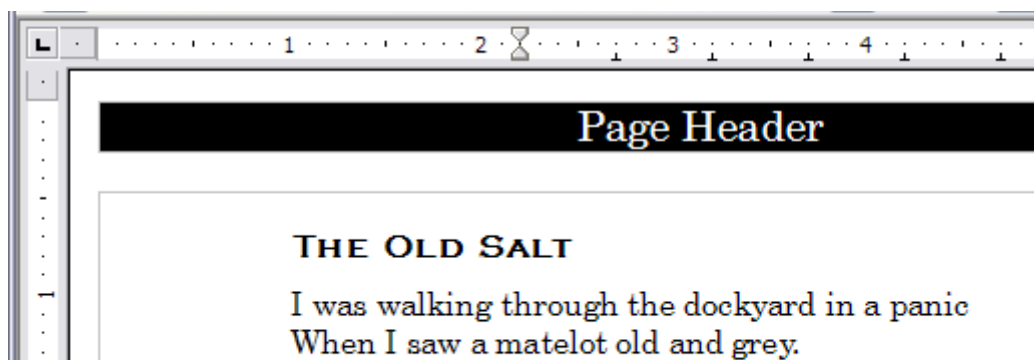 1 2 3 4
Page Header
1
THE OLD SALT
I was walking through the dockyard in a panic
When I saw a matelot old and grey.